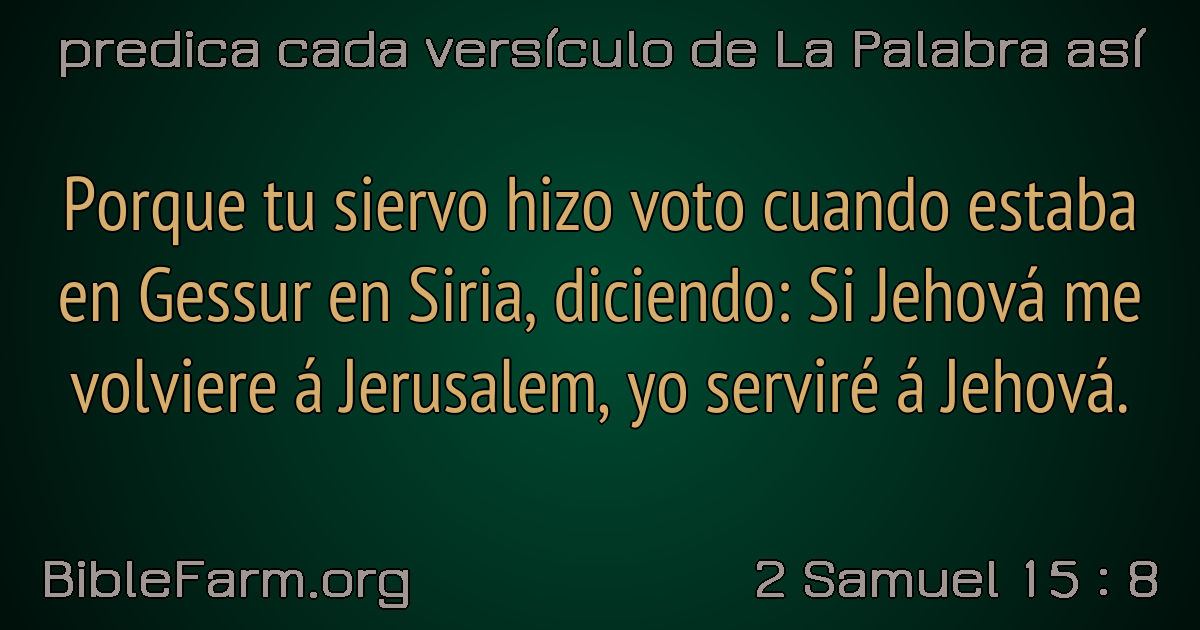 predica cada versículo de La Palabra así
Porque tu siervo hizo voto cuando estaba
en Gessur en Siria, diciendo: Si Jehová me
volviere á Jerusalem, yo serviré á Jehová.
BibleFarm.org
2 Samuel 15 : 8